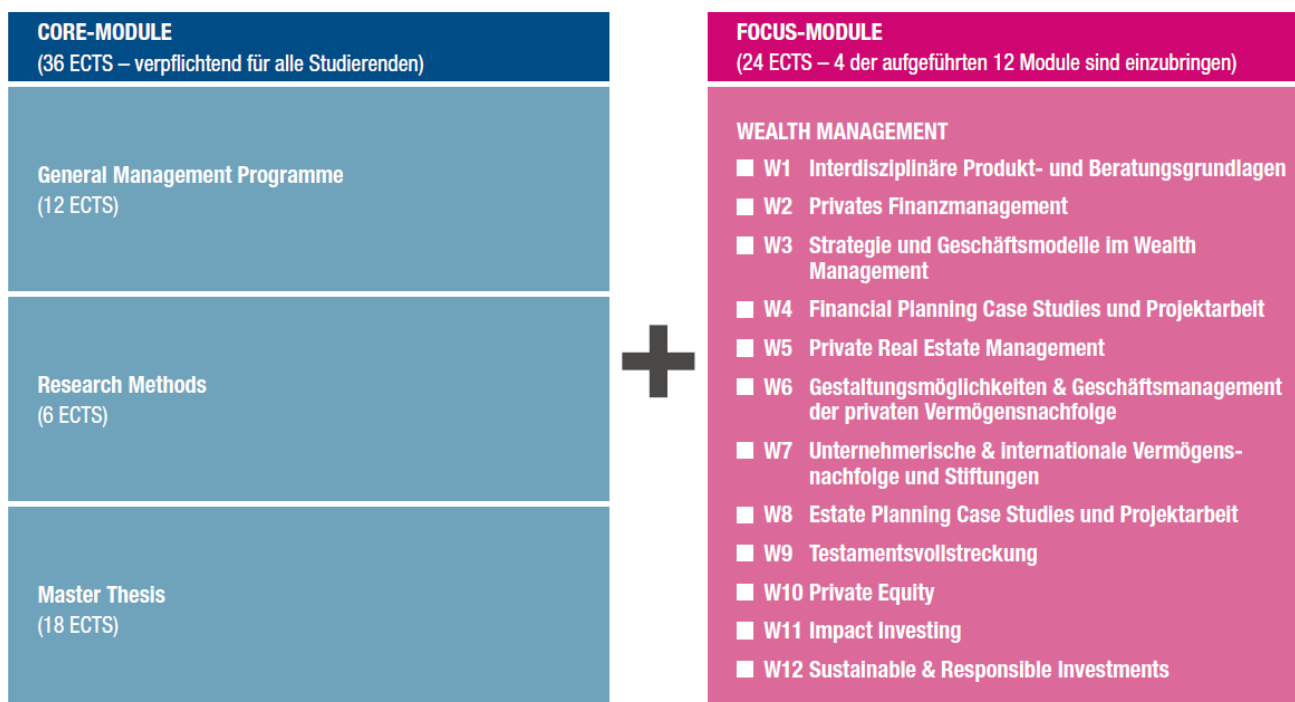 CORE-MODULE
(36 ECTS – verpflichtend für alle Studierenden)
General Management Programme
(12 ECTS)
Research Methods
(6 ECTS)
Master Thesis
(18 ECTS)
FOCUS-MODULE
(24 ECTS – 4 der aufgeführten 12 Module sind einzubringen)
WEALTH MANAGEMENT
W1 Interdisziplinäre Produkt- und Beratungsgrundlagen
W2 Privates Finanzmanagement
W3 Strategie und Geschäftsmodelle im Wealth
Management
W4 Financial Planning Case Studies und Projektarbeit
W5 Private Real Estate Management
W6 Gestaltungsmöglichkeiten & Geschäftsmanagement
der privaten Vermögensnachfolge
W7 Unternehmerische & internationale Vermögens-
nachfolge und Stiftungen
W8 Estate Planning Case Studies und Projektarbeit
W9 Testamentsvollstreckung
W10 Private Equity
W11 Impact Investing
W12 Sustainable & Responsible Investments